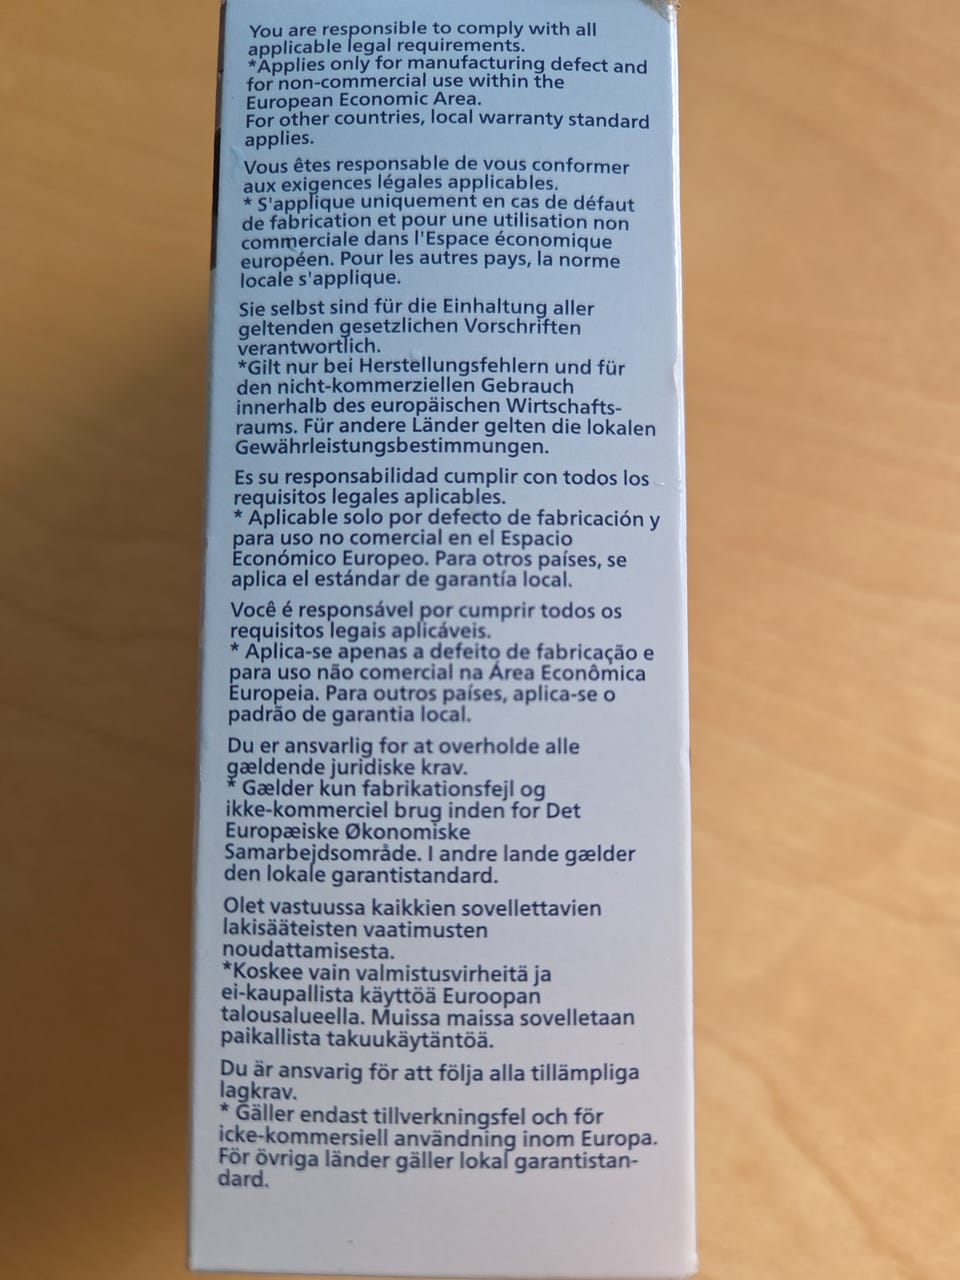 You are responsible to comply with all
applicable legal requirements.
*Applies only for manufacturing defect and
for non-commercial use within the
European Economic Area.
For other countries, local warranty standard
applies.
Vous êtes responsable de vous conformer
aux exigences légales applicables.
* S'applique uniquement en cas de défaut
de fabrication et pour une utilisation non
commerciale dans l'Espace économique
européen. Pour les autres pays, la norme
locale s'applique.
Sie selbst sind für die Einhaltung aller
geltenden gesetzlichen Vorschriften
verantwortlich.
*Gilt nur bei Herstellungsfehlern und für
den nicht-kommerziellen Gebrauch
innerhalb des europäischen Wirtschafts-
raums. Für andere Länder gelten die lokalen
Gewährleistungsbestimmungen.
Es su responsabilidad cumplir con todos los
requisitos legales aplicables.
* Aplicable solo por defecto de fabricación y
para uso no comercial en el Espacio
Económico Europeo. Para otros países, se
aplica el estándar de garantía local.
Você é responsável por cumprir todos os
requisitos legais aplicáveis.
* Aplica-se apenas a defeito de fabricação e
para uso não comercial na Área Econômica
Europeia. Para outros países, aplica-se o
padrão de garantia local.
Du er ansvarlig for at overholde alle
gældende juridiske krav.
* Gælder kun fabrikationsfejl og
ikke-kommerciel brug inden for Det
Europæiske Økonomiske
Samarbejdsområde. I andre lande gælder
den lokale garantistandard.
Olet vastuussa kaikkien sovellettavien
lakisääteisten vaatimusten
noudattamisesta.
*Koskee vain valmistusvirheitä ja
ei-kaupallista käyttöä Euroopan
talousalueella. Muissa maissa sovelletaan
paikallista takuukäytäntöä.
Du är ansvarig för att följa alla tillämpliga
lagkrav.
* Gäller endast tillverkningsfel och för
icke-kommersiell användning inom Europa.
För övriga länder gäller lokal garantistan-
dard.